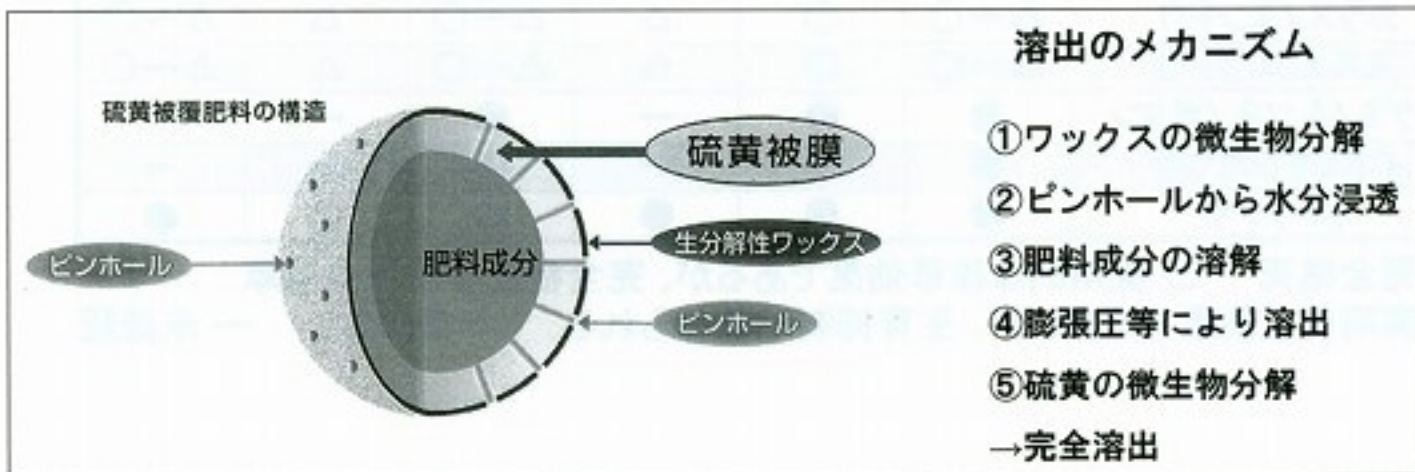 溶出のメカニズム
硫黄被覆肥料の構造
硫黄被膜
生分解性ワックス
ピンホール
肥料成分
ピンホール
①ワックスの微生物分解
②ピンホールから水分浸透
③肥料成分の溶解
④膨張圧等により溶出
⑤硫黄の微生物分解
→完全溶出